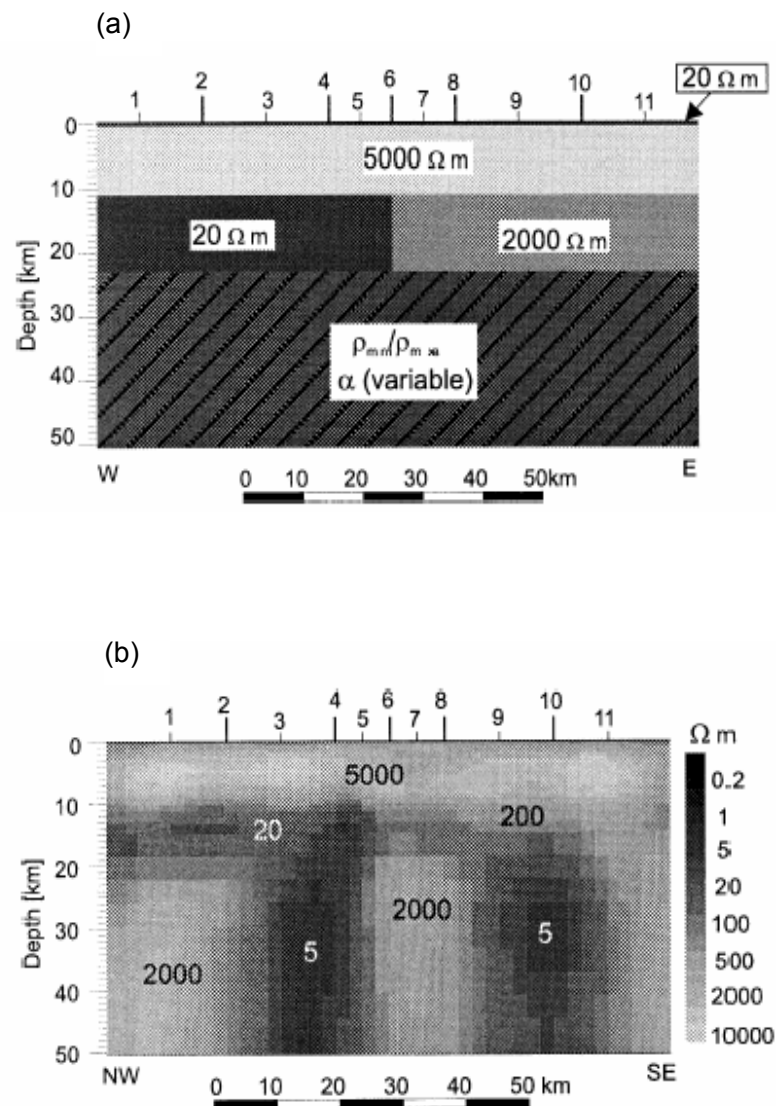 (a)
1 2 3 4 5 6 7 8 9 10 11
20 Ω m
0
5000 Ω m
10
20 Ω m 2000 Ω m
20
30
40
50
Depth [km]
α (variable)
W E
0 10 20 30 40 50km
(b)
1 2 3 4 5 6 7 8 9 10 11
Ω m
0
5000
10
20 200
20
2000
30
5 5
2000
40
50
Depth [km]
0.2
1
5
20
100
500
2000
10000
NW SE
0 10 20 30 40 50 km